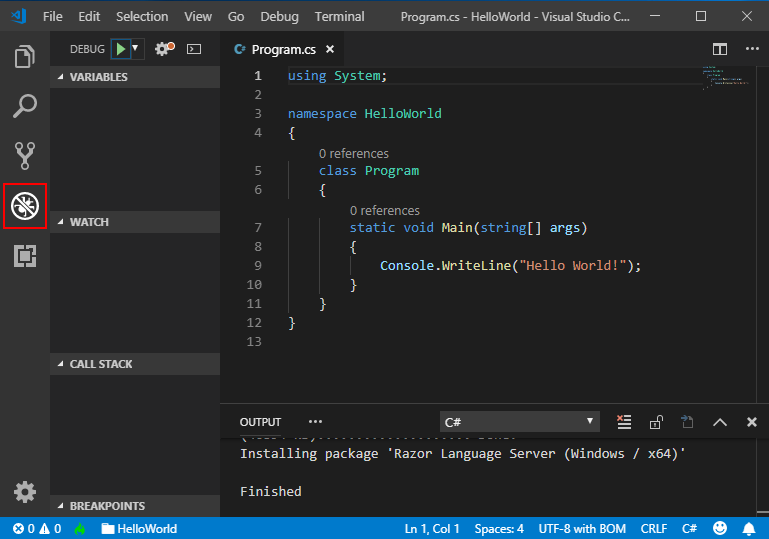 File Edit Selection View Go Debug Terminal Program.cs - HelloWorld - Visual Studio C...
DEBUG
Program.cs
VARIABLES
WATCH
CALL STACK
BREAKPOINTS
1 using System;
2
3 namespace HelloWorld
4 {
0 references
5 class Program
6 {
0 references
7 static void Main(string[] args)
8 {
9 Console.WriteLine("Hello World!");
10 }
11 }
12 }
13
OUTPUT ... C#
Installing package 'Razor Language Server (Windows / x64)'
Finished
0 0 HelloWorld Ln 1, Col 1 Spaces: 4 UTF-8 with BOM CRLF C#